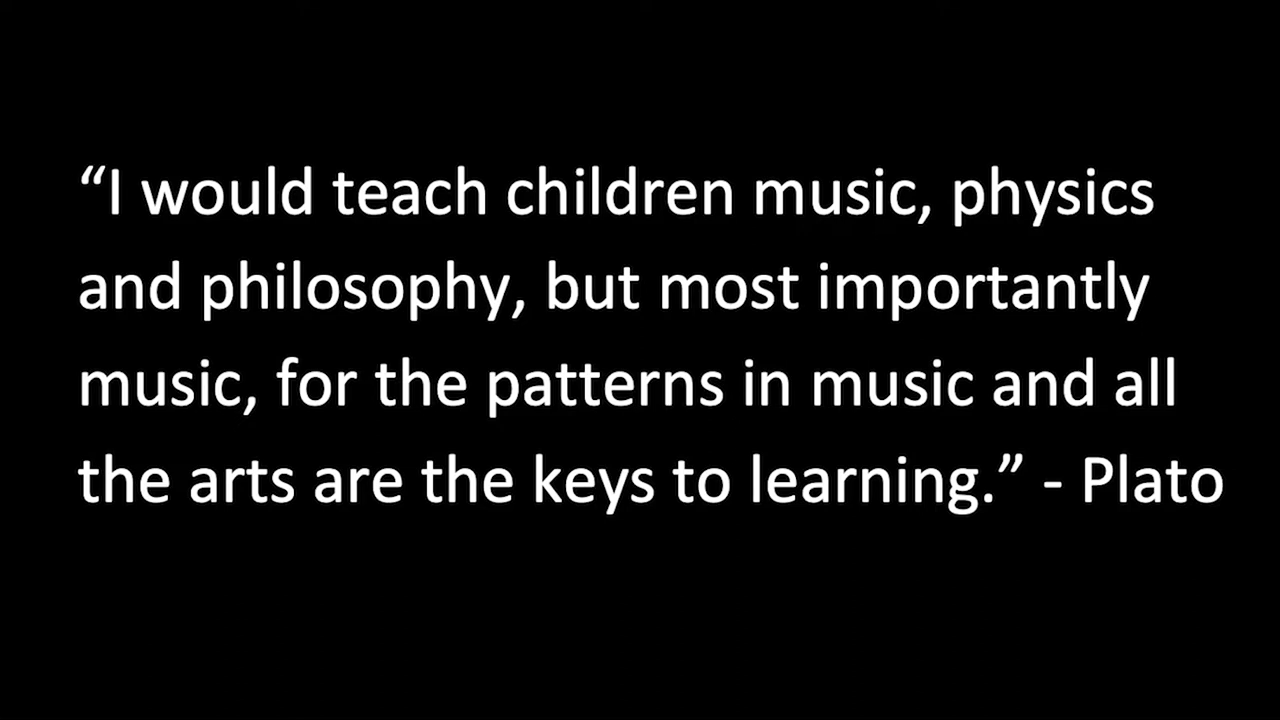 “I would teach children music, physics
and philosophy, but most importantly
music, for the patterns in music and all
the arts are the keys to learning.” - Plato